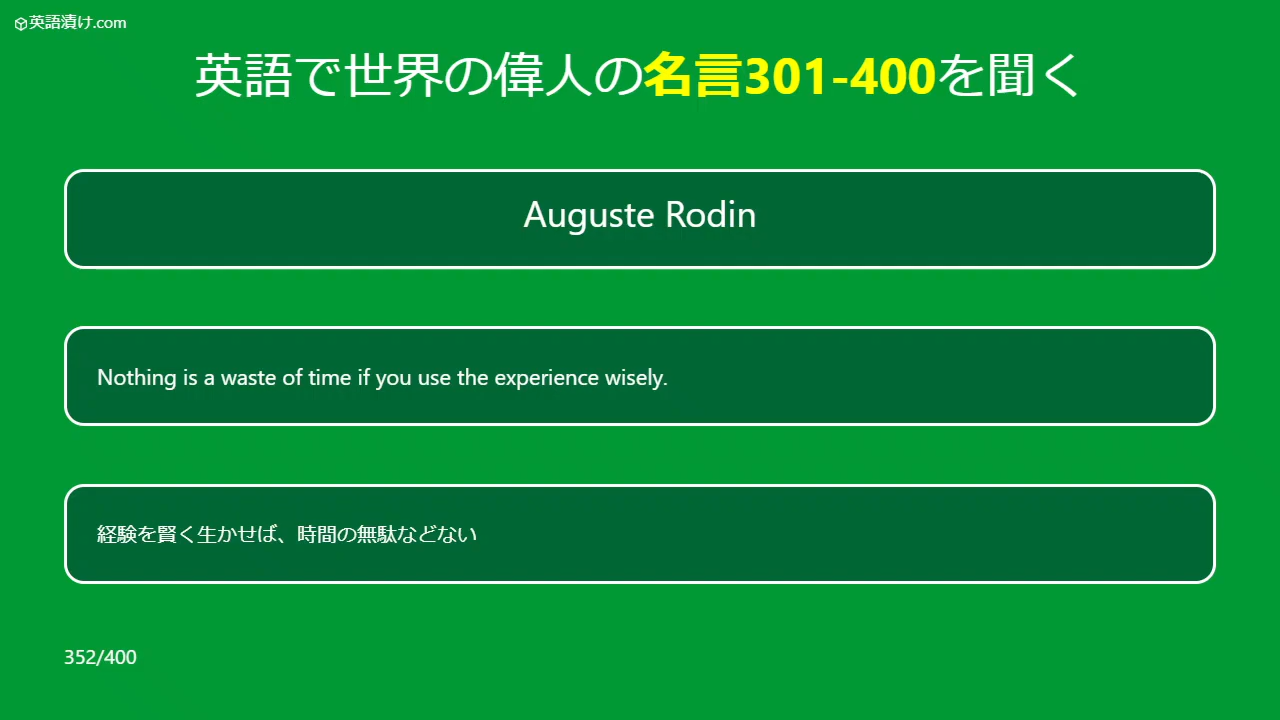 英語漬け.com
英語で世界の偉人の名言301-400を聞く
Auguste Rodin
Nothing is a waste of time if you use the experience wisely.
経験を賢く生かせば、時間の無駄などない
352/400